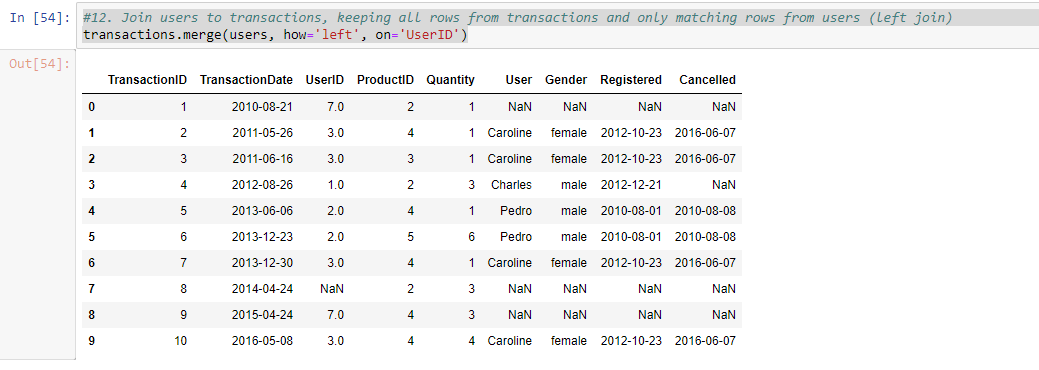 In [54]: #12. Join users to transactions, keeping all rows from transactions and only matching rows from users (left join)
transactions.merge(users, how='left', on='UserID')
Out[54]:
TransactionID TransactionDate UserID ProductID Quantity User Gender Registered Cancelled
0 1 2010-08-21 7.0 2 1 NaN NaN NaN NaN
1 2 2011-05-26 3.0 4 1 Caroline female 2012-10-23 2016-06-07
2 3 2011-06-16 3.0 3 1 Caroline female 2012-10-23 2016-06-07
3 4 2012-08-26 1.0 2 3 Charles male 2012-12-21 NaN
4 5 2013-06-06 2.0 4 1 Pedro male 2010-08-01 2010-08-08
5 6 2013-12-23 2.0 5 6 Pedro male 2010-08-01 2010-08-08
6 7 2013-12-30 3.0 4 1 Caroline female 2012-10-23 2016-06-07
7 8 2014-04-24 NaN 2 3 NaN NaN NaN NaN
8 9 2015-04-24 7.0 4 3 NaN NaN NaN NaN
9 10 2016-05-08 3.0 4 4 Caroline female 2012-10-23 2016-06-07